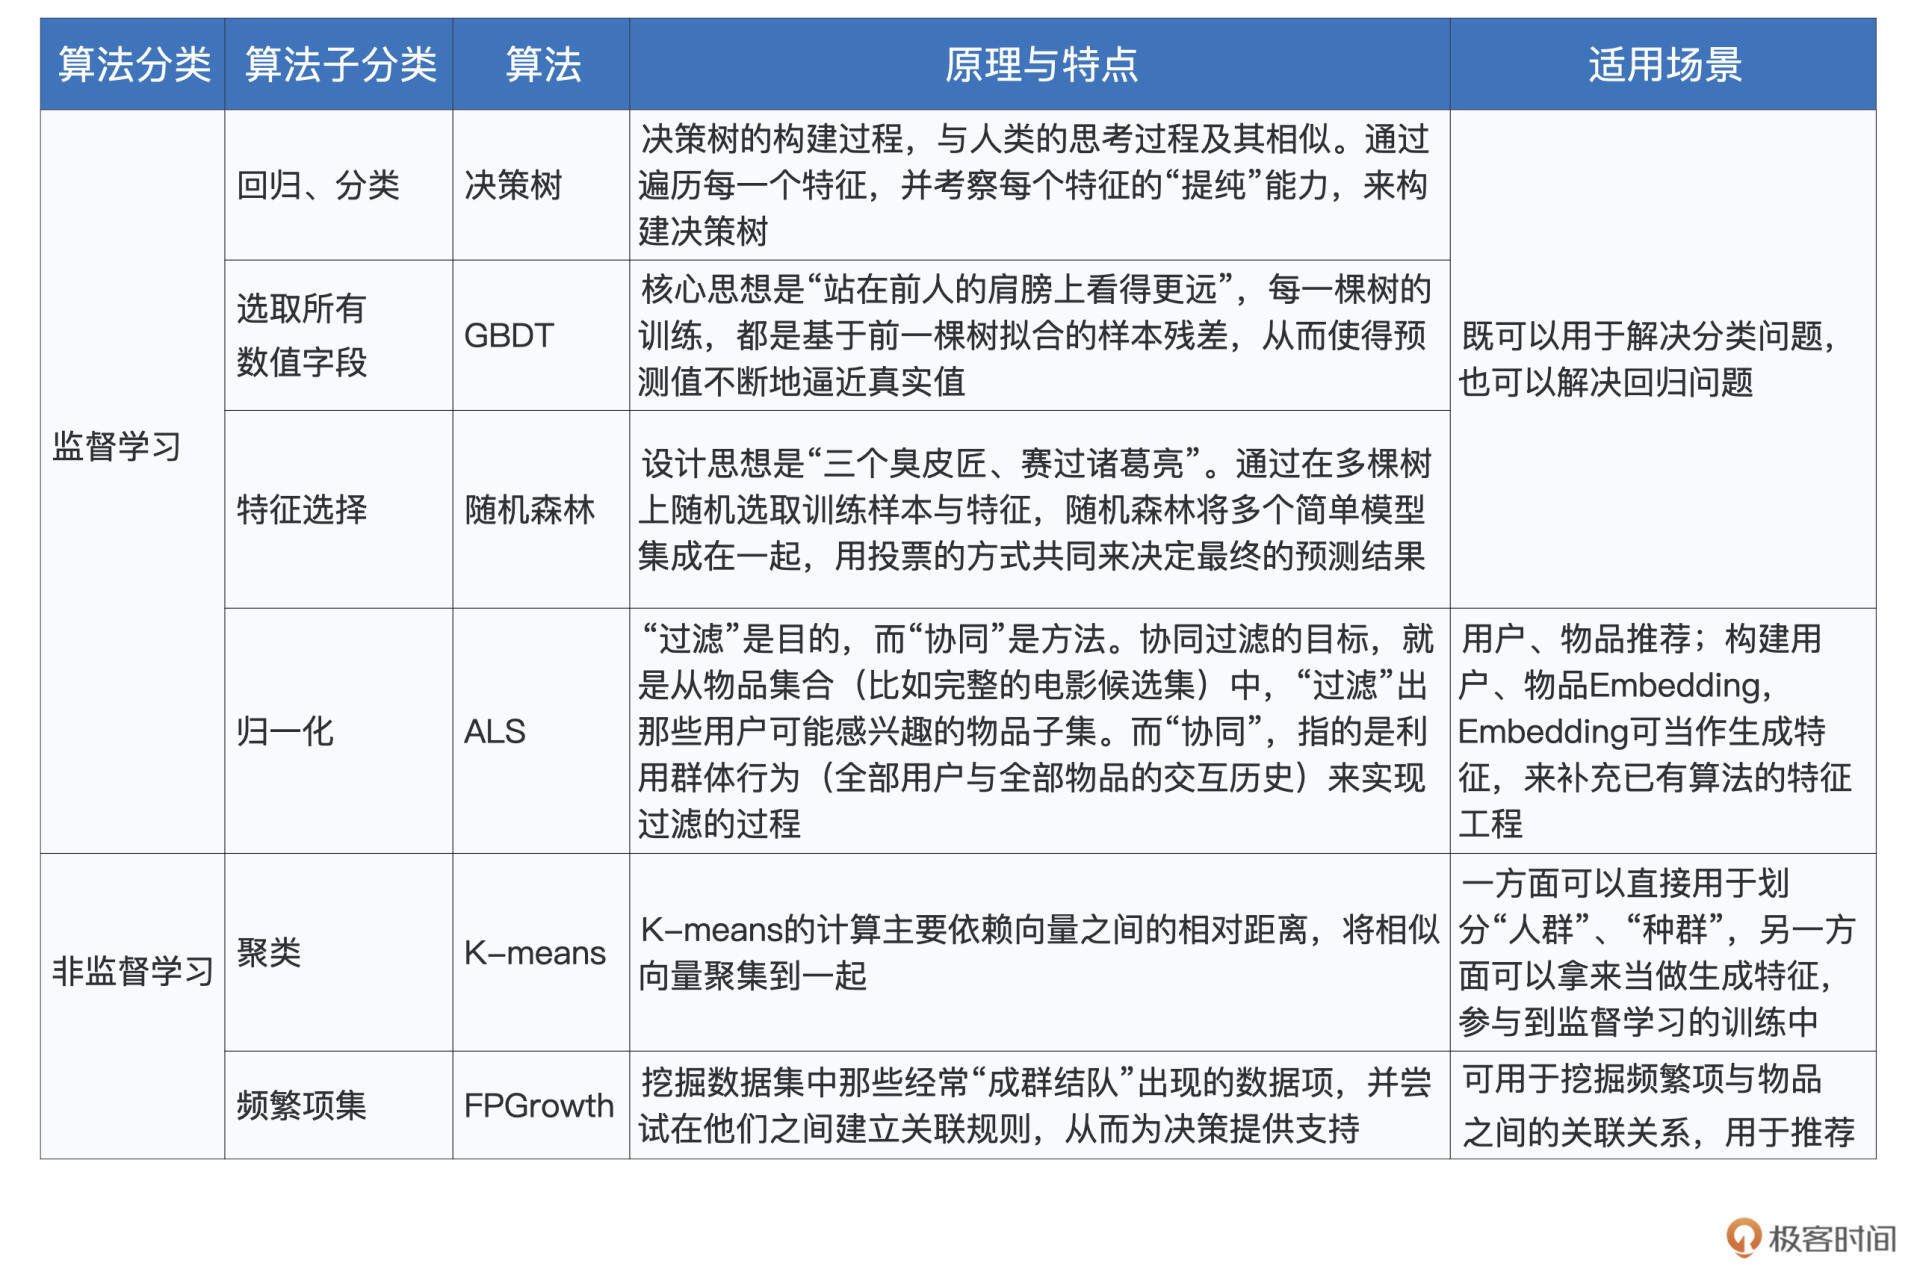 算法分类 算法子分类 算法 原理与特点 适用场景
监督学习
回归、分类
决策树
决策树的构建过程，与人类的思考过程及其相似。通过
遍历每一个特征，并考察每个特征的“提纯”能力，来构
建决策树
既可以用于解决分类问题，
也可以解决回归问题
选取所有
数值字段
GBDT
核心思想是“站在前人的肩膀上看得更远”，每一棵树的
训练，都是基于前一棵树拟合的样本残差，从而使得预
测值不断地逼近真实值
特征选择
随机森林
设计思想是“三个臭皮匠、赛过诸葛亮”。通过在多棵树
上随机选取训练样本与特征，随机森林将多个简单模型
集成在一起，用投票的方式共同来决定最终的预测结果
归一化
ALS
“过滤”是目的，而“协同”是方法。协同过滤的目标，就
是从物品集合（比如完整的电影候选集）中，“过滤”出
那些用户可能感兴趣的物品子集。而“协同”，指的是利
用群体行为（全部用户与全部物品的交互历史）来实现
过滤的过程
用户、物品推荐；构建用
户、物品Embedding，
Embedding可当作生成特
征，来补充已有算法的特征
工程
非监督学习
聚类
K-means
K-means的计算主要依赖向量之间的相对距离，将相似
向量聚集到一起
一方面可以直接用于划
分“人群”、“种群”，另一方
面可以拿来当做生成特征，
参与到监督学习的训练中
频繁项集
FPGrowth
挖掘数据集中那些经常“成群结队”出现的数据项，并尝
试在他们之间建立关联规则，从而为决策提供支持
可用于挖掘频繁项与物品
之间的关联关系，用于推荐
极客时间